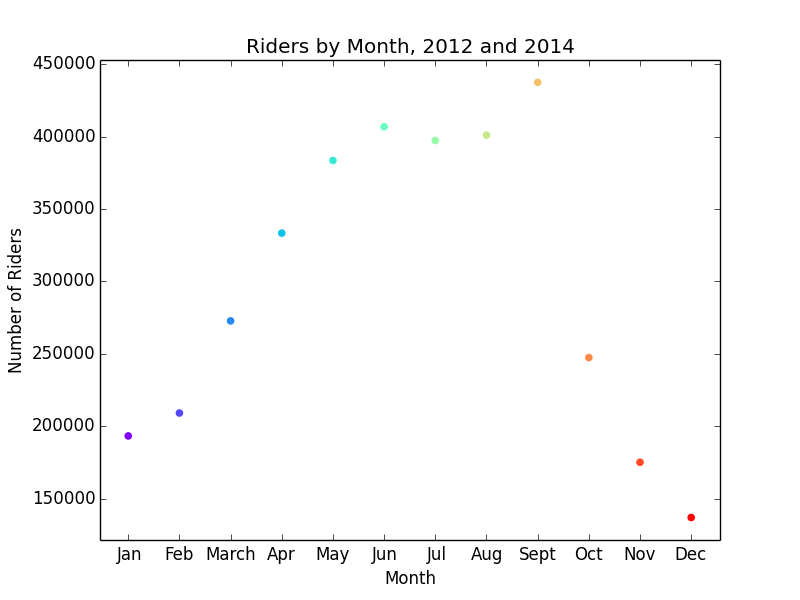 Riders by Month, 2012 and 2014
450000
400000
350000
300000
250000
200000
150000
Number of Riders
Jan Feb March Apr May Jun Jul Aug Sept Oct Nov Dec
Month